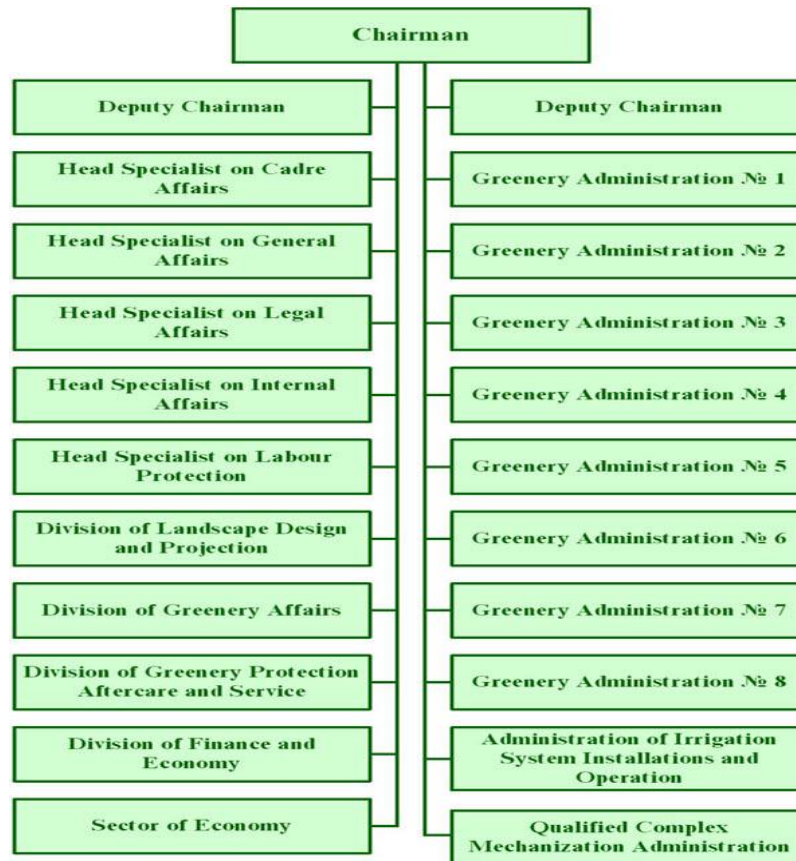 Chairman
Deputy Chairman
Head Specialist on Cadre
Affairs
Head Specialist on General
Affairs
Head Specialist on Legal
Affairs
Head Specialist on Internal
Affairs
Head Specialist on Labour
Protection
Division of Landscape Design
and Projection
Division of Greenery Affairs
Division of Greenery Protection
Aftercare and Service
Division of Finance and
Economy
Sector of Economy
Deputy Chairman
Greenery Administration № 1
Greenery Administration № 2
Greenery Administration № 3
Greenery Administration № 4
Greenery Administration № 5
Greenery Administration № 6
Greenery Administration № 7
Greenery Administration № 8
Administration of Irrigation
System Installations and
Operation
Qualified Complex
Mechanization Administration